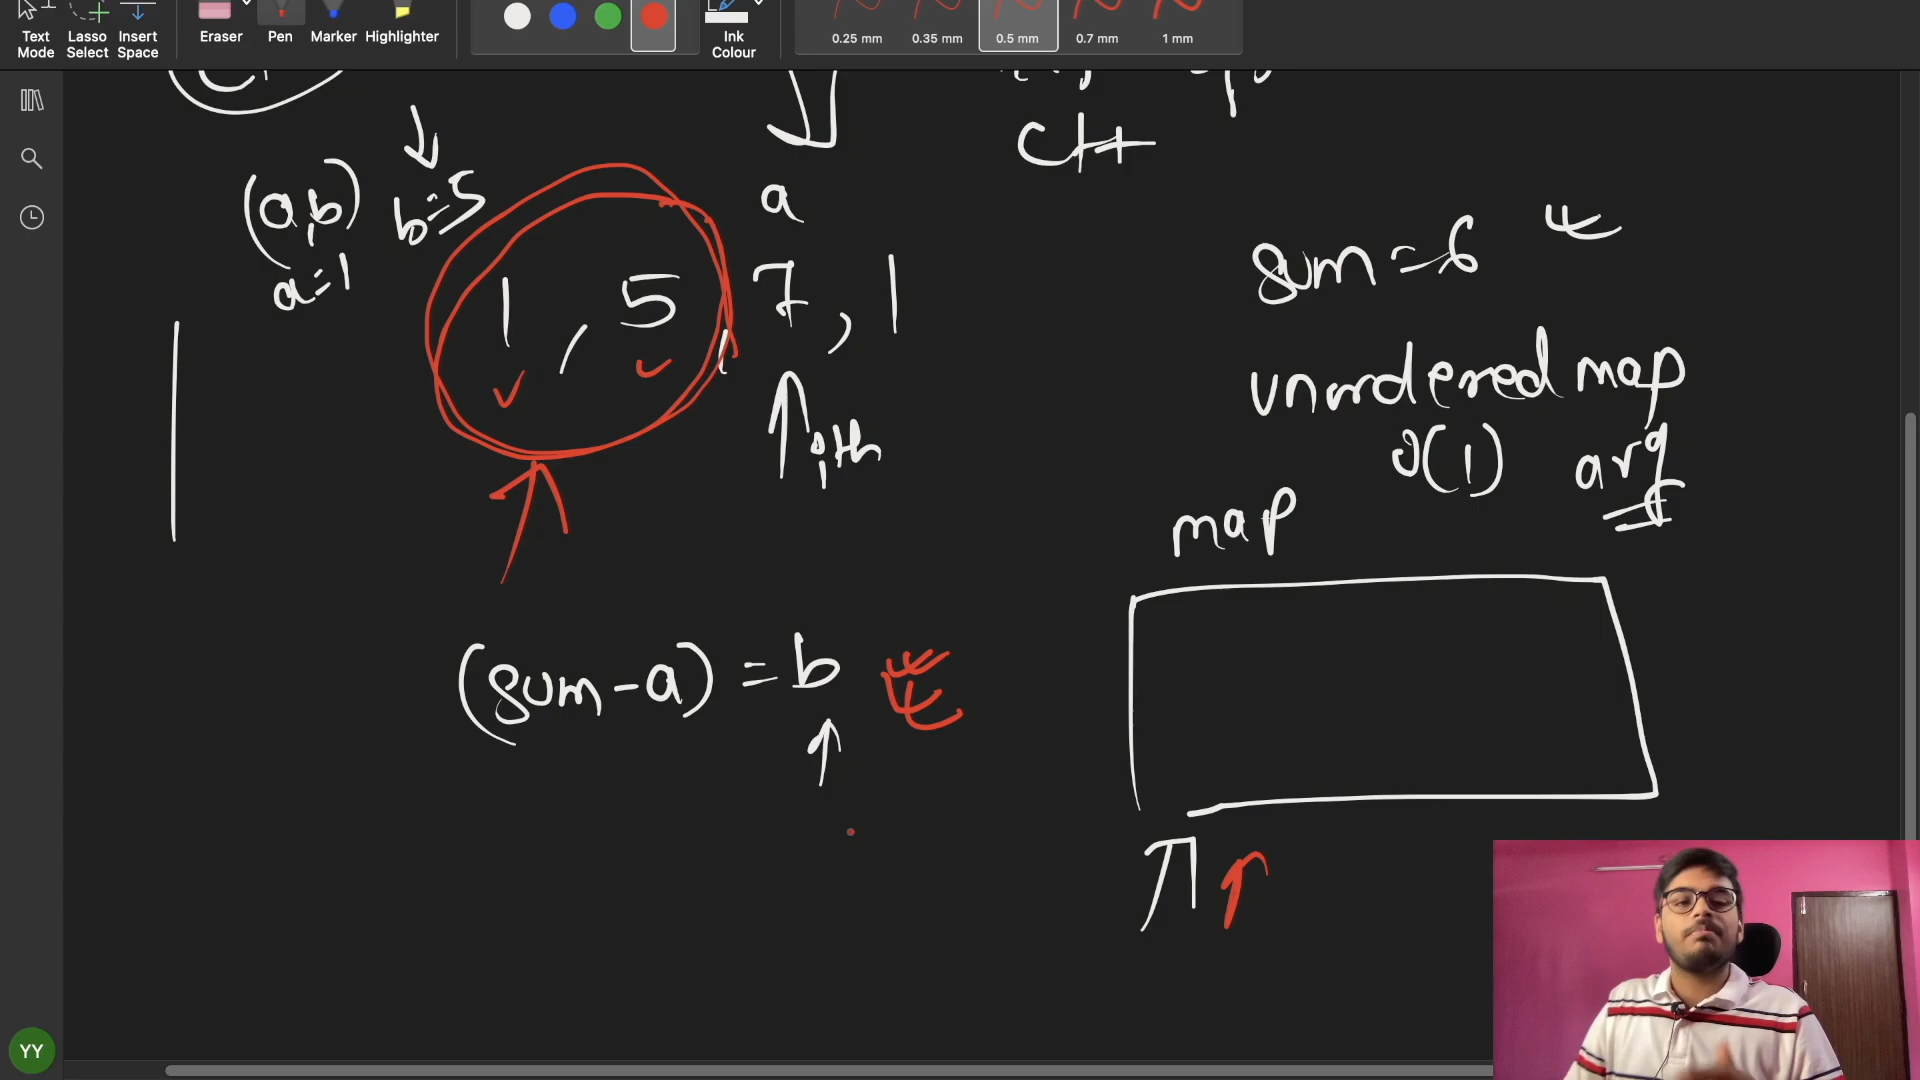 Text Mode
Lasso Select
Insert Space
Eraser
Pen
Marker
Highlighter
Ink Colour
0.25 mm
0.35 mm
0.5 mm
0.7 mm
1 mm
C++
(a,b)
b=5
a=1
a
1 , 5 , 7 , 1
ith
sum=6
unordered map
O(1) avg
map
(sum-a) = b
YY